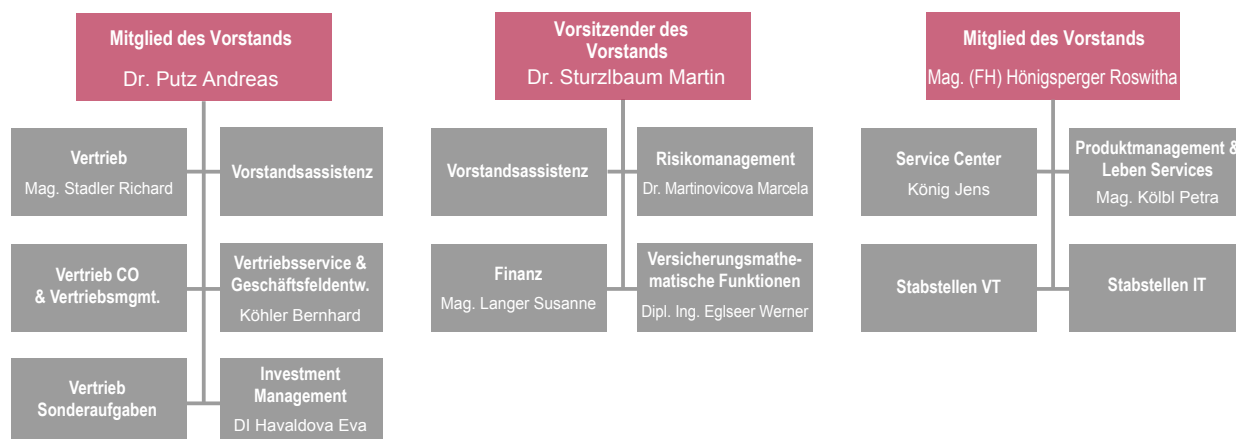 Mitglied des Vorstands
Dr. Putz Andreas
Vertrieb
Mag. Stadler Richard
Vorstandsassistenz
Vertrieb CO
& Vertriebsmgmt.
Vertriebsservice &
Geschäftsfeldentw.
Köhler Bernhard
Vertrieb
Sonderaufgaben
Investment
Management
DI Havaldova Eva
Vorsitzender des
Vorstands
Dr. Sturzlbaum Martin
Vorstandsassistenz
Risikomanagement
Dr. Martinovicova Marcela
Finanz
Mag. Langer Susanne
Versicherungsmathe-
matische Funktionen
Dipl. Ing. Eglseer Werner
Mitglied des Vorstands
Mag. (FH) Hönigsperger Roswitha
Service Center
König Jens
Produktmanagement &
Leben Services
Mag. Kölbl Petra
Stabstellen VT
Stabstellen IT